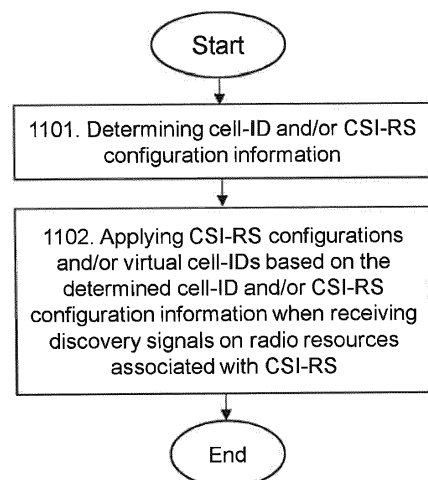 Start
1101. Determining cell-ID and/or CSI-RS
configuration information
1102. Applying CSI-RS configurations
and/or virtual cell-IDs based on the
determined cell-ID and/or CSI-RS
configuration information when receiving
discovery signals on radio resources
associated with CSI-RS
End